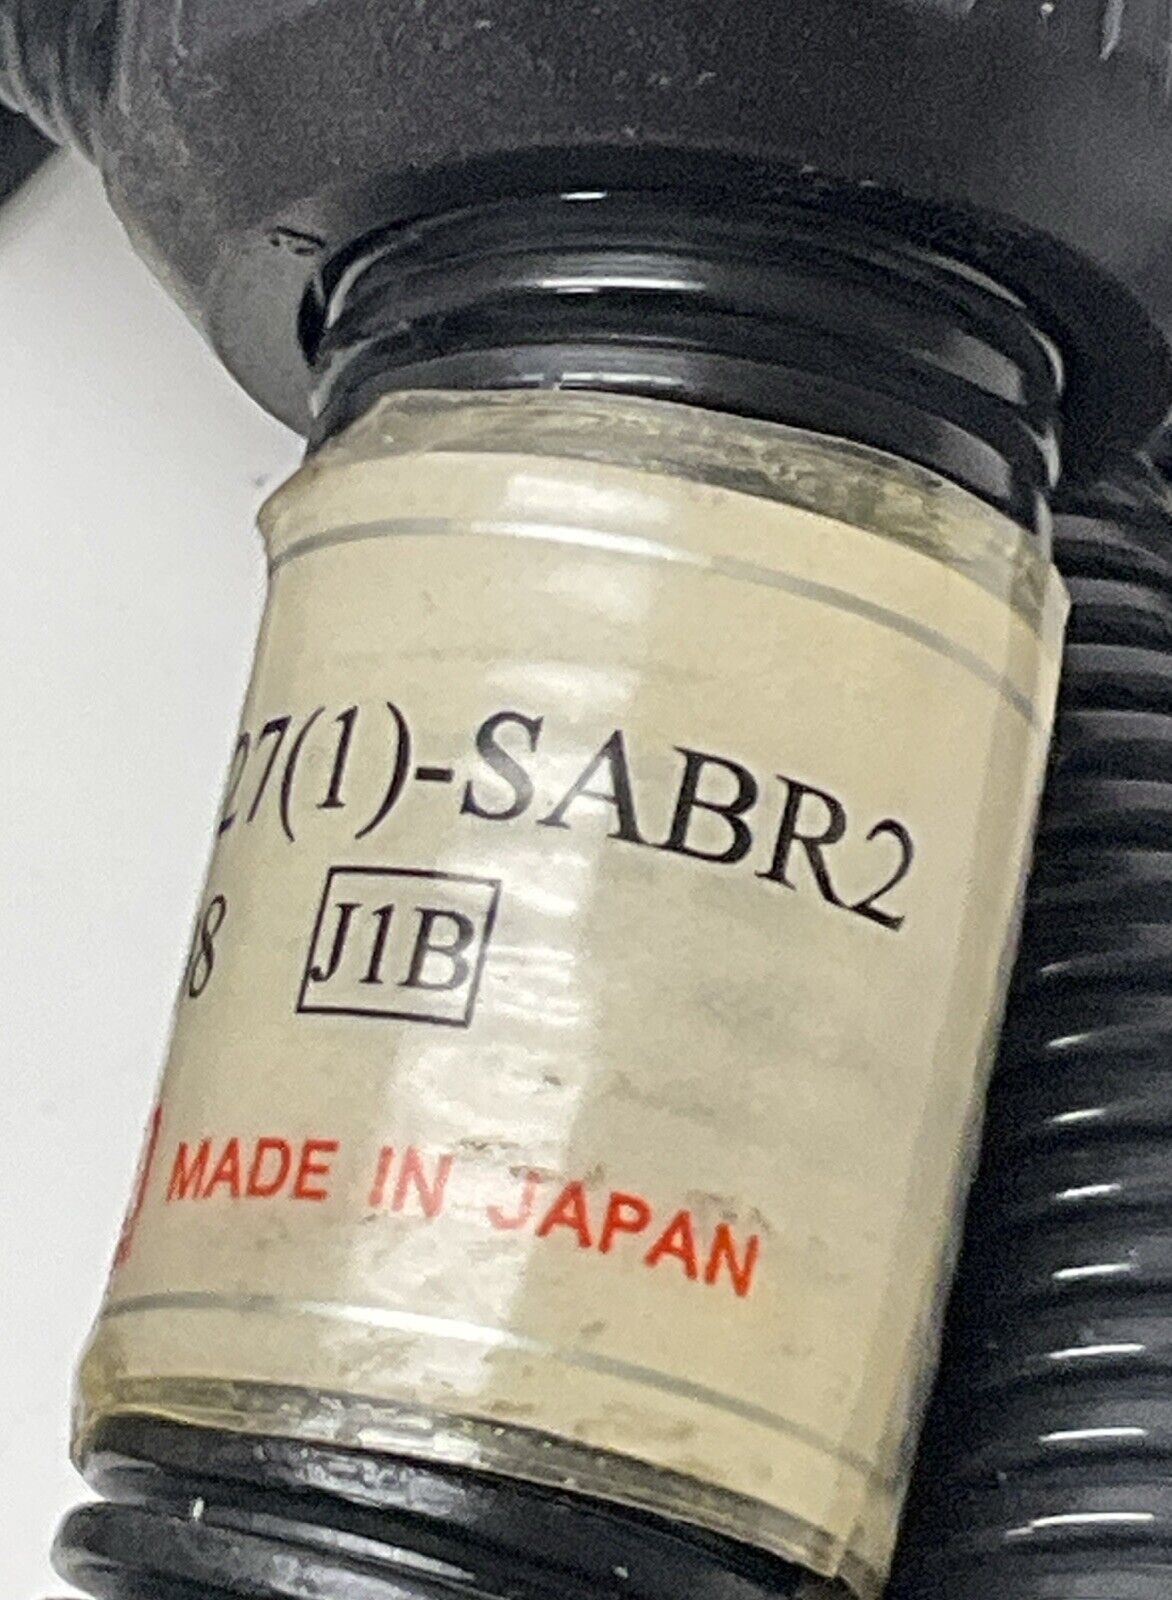 27(1)-SABR2
8 J1B
MADE IN JAPAN